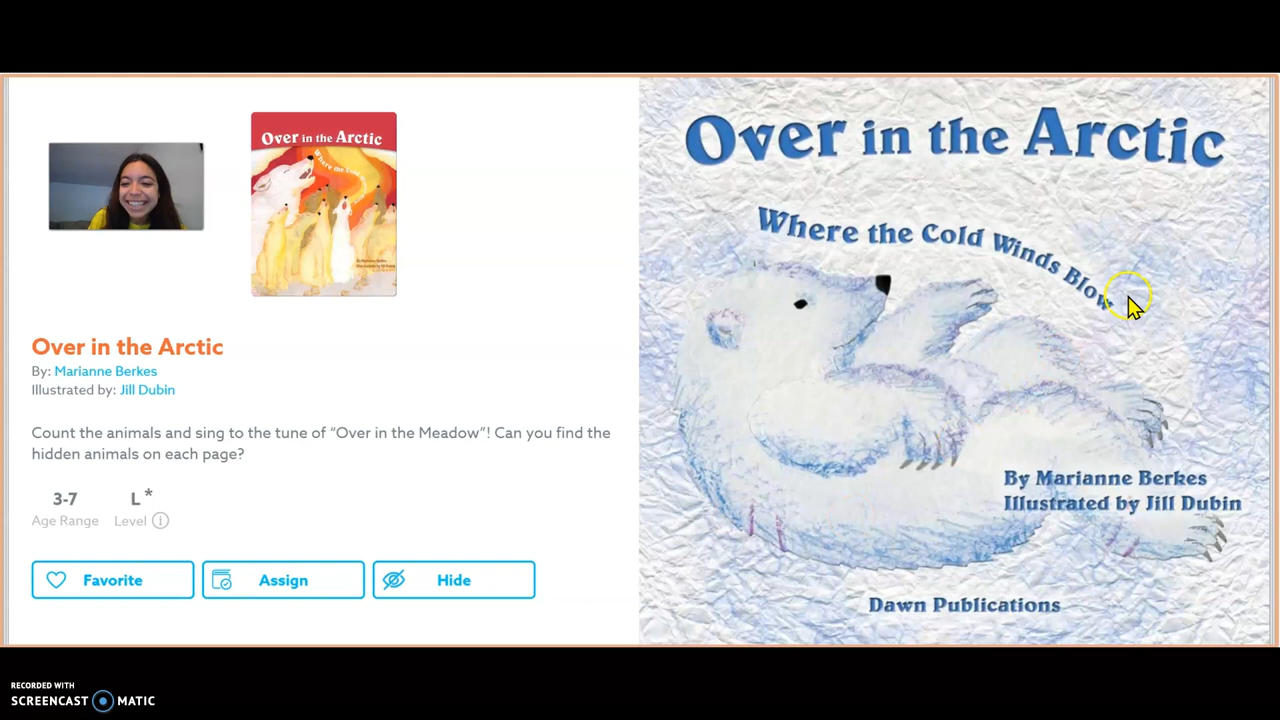 Over in the Arctic
Where the Cold
Over in the Arctic
By: Marianne Berkes
Illustrated by: Jill Dubin
Count the animals and sing to the tune of “Over in the Meadow”! Can you find the
hidden animals on each page?
3-7
L*
Age Range
Level
Favorite
Assign
Hide
Over in the Arctic
Where the Cold Winds Blow
By Marianne Berkes
Illustrated by Jill Dubin
Dawn Publications
RECORDED WITH
SCREENCAST MATIC